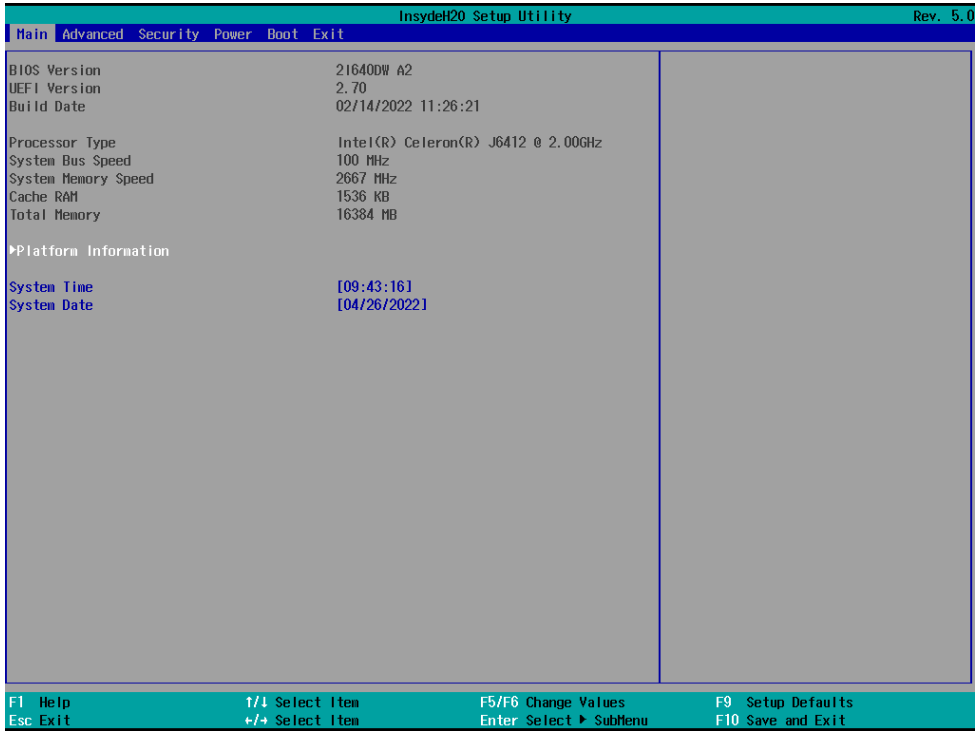 InsydeH20 Setup Utility Rev. 5.0
Main Advanced Security Power Boot Exit
BIOS Version 21640DW A2
UEFI Version 2.70
Build Date 02/14/2022 11:26:21
Processor Type Intel(R) Celeron(R) J6412 @ 2.00GHz
System Bus Speed 100 MHz
System Memory Speed 2667 MHz
Cache RAM 1536 KB
Total Memory 16384 MB
▶Platform Information
System Time [09:43:16]
System Date [04/26/2022]
F1 Help ↑/↓ Select Item F5/F6 Change Values F9 Setup Defaults
Esc Exit ←/→ Select Item Enter Select ▶ SubMenu F10 Save and Exit